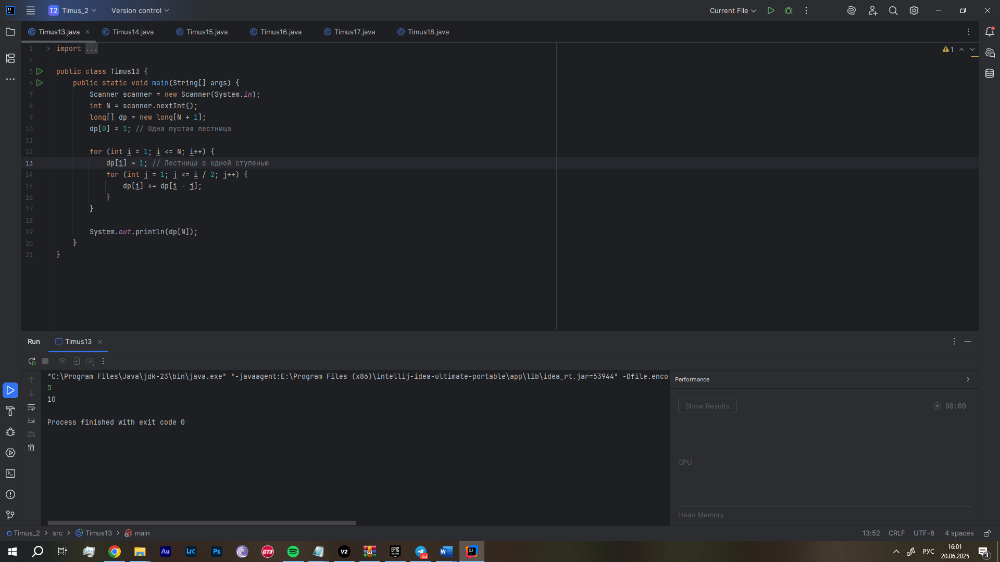 T2 Timus_2 Version control Current File
Timus13.java Timus14.java Timus15.java Timus16.java Timus17.java Timus18.java
1 import ...
4
5 public class Timus13 {
6 public static void main(String[] args) {
7 Scanner scanner = new Scanner(System.in);
8 int N = scanner.nextInt();
9 long[] dp = new long[N + 1];
10 dp[0] = 1; // Одна пустая лестница
11
12 for (int i = 1; i <= N; i++) {
13 dp[i] = 1; // Лестница с одной ступенью
14 for (int j = 1; j <= i / 2; j++) {
15 dp[i] += dp[i - j];
16 }
17 }
18
19 System.out.println(dp[N]);
20 }
21 }
1
Run Timus13
"C:\Program Files\Java\jdk-23\bin\java.exe" "-javaagent:E:\Program Files (x86)\intellij-idea-ultimate-portable\app\lib\idea_rt.jar=53944" -Dfile.enco
5
10
Process finished with exit code 0
Performance
Show Results 00:00
CPU
Heap Memory
Timus_2 src Timus13 main 13:52 CRLF UTF-8 4 spaces
Au Lrc Ps GT3 V2 EPIC GAMES .63 W IJ РУС 16:01
20.06.2025 3